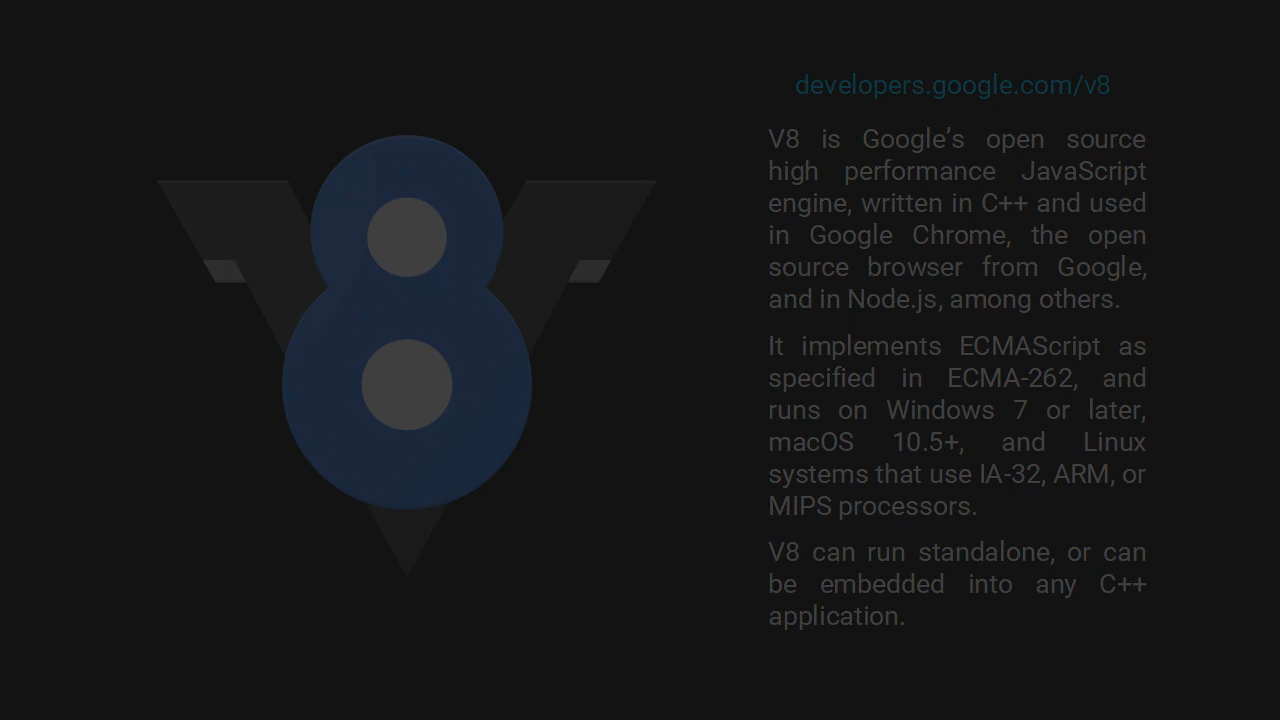 V8
developers.google.com/v8
V8 is Google’s open source
high performance JavaScript
engine, written in C++ and used
in Google Chrome, the open
source browser from Google,
and in Node.js, among others.
It implements ECMAScript as
specified in ECMA-262, and
runs on Windows 7 or later,
macOS 10.5+, and Linux
systems that use IA-32, ARM, or
MIPS processors.
V8 can run standalone, or can
be embedded into any C++
application.